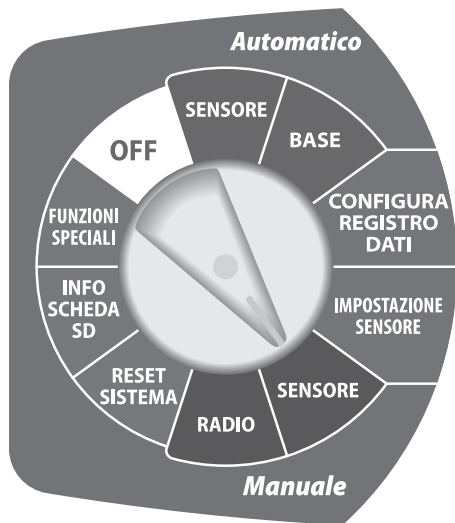 Automatico
SENSORE
BASE
CONFIGURA
REGISTRO
DATI
IMPOSTAZIONE
SENSORE
SENSORE
Manuale
RADIO
RESET
SISTEMA
INFO
SCHEDA
SD
FUNZIONI
SPECIALI
OFF